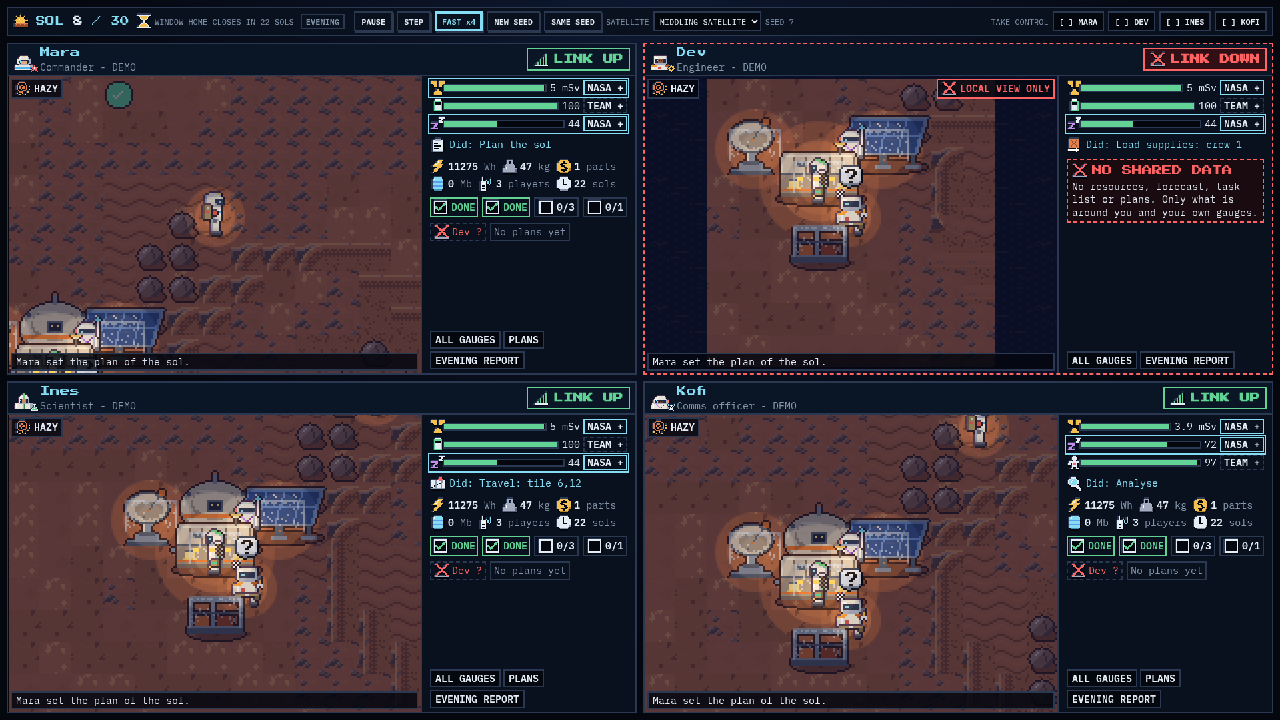 SOL 8 / 30 WINDOW HOME CLOSES IN 22 SOLS EVENING PAUSE STEP FAST x4 NEW SEED SAME SEED SATELLITE MIDDLING SATELLITE SEED 7 TAKE CONTROL [ ] MARA [ ] DEV [ ] INES [ ] KOFI
Mara
Commander - DEMO
LINK UP
HAZY
5 mSv NASA +
100 TEAM +
44 NASA +
Did: Plan the sol
11275 Wh 47 kg 1 parts
0 Mb 3 players 22 sols
DONE DONE 0/3 0/1
Dev ? No plans yet
ALL GAUGES PLANS
EVENING REPORT
Mara set the plan of the sol.
Dev
Engineer - DEMO
LINK DOWN
HAZY
LOCAL VIEW ONLY
?
5 mSv NASA +
100 TEAM +
44 NASA +
Did: Load supplies: crew 1
NO SHARED DATA
No resources, forecast, task
list or plans. Only what is
around you and your own gauges.
ALL GAUGES EVENING REPORT
Mara set the plan of the sol.
Ines
Scientist - DEMO
LINK UP
HAZY
?
5 mSv NASA +
100 TEAM +
44 NASA +
Did: Travel: tile 6,12
11275 Wh 47 kg 1 parts
0 Mb 3 players 22 sols
DONE DONE 0/3 0/1
Dev ? No plans yet
ALL GAUGES PLANS
EVENING REPORT
Mara set the plan of the sol.
Kofi
Comms officer - DEMO
LINK UP
HAZY
?
3.9 mSv NASA +
72 NASA +
97 TEAM +
Did: Analyse
11275 Wh 47 kg 1 parts
0 Mb 3 players 22 sols
DONE DONE 0/3 0/1
Dev ? No plans yet
ALL GAUGES PLANS
EVENING REPORT
Mara set the plan of the sol.